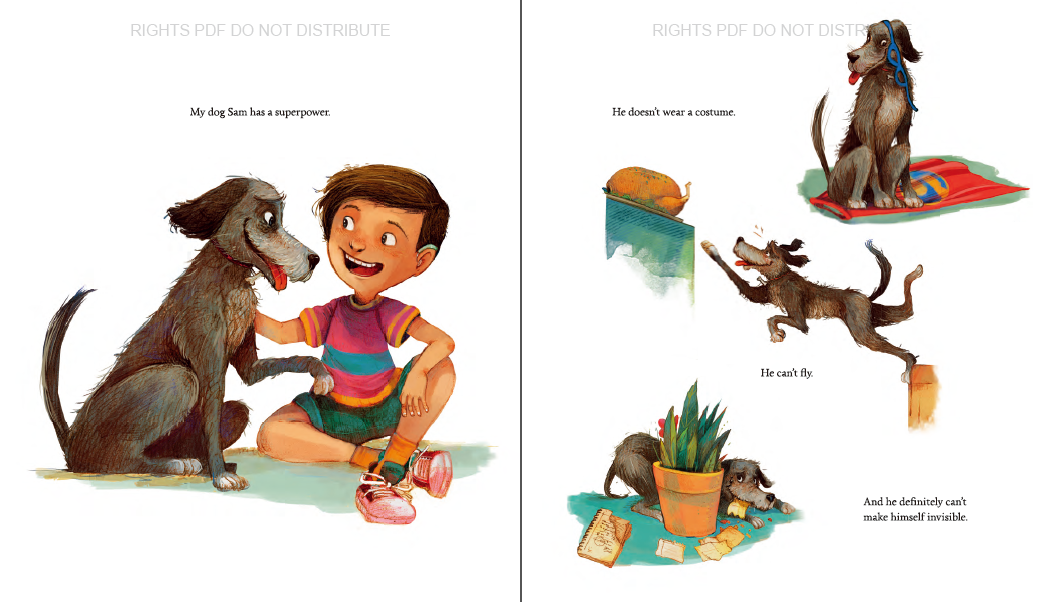 RIGHTS PDF DO NOT DISTRIBUTE
My dog Sam has a superpower.
RIGHTS PDF DO NOT DISTRIBUTE
He doesn't wear a costume.
He can't fly.
And he definitely can't
make himself invisible.